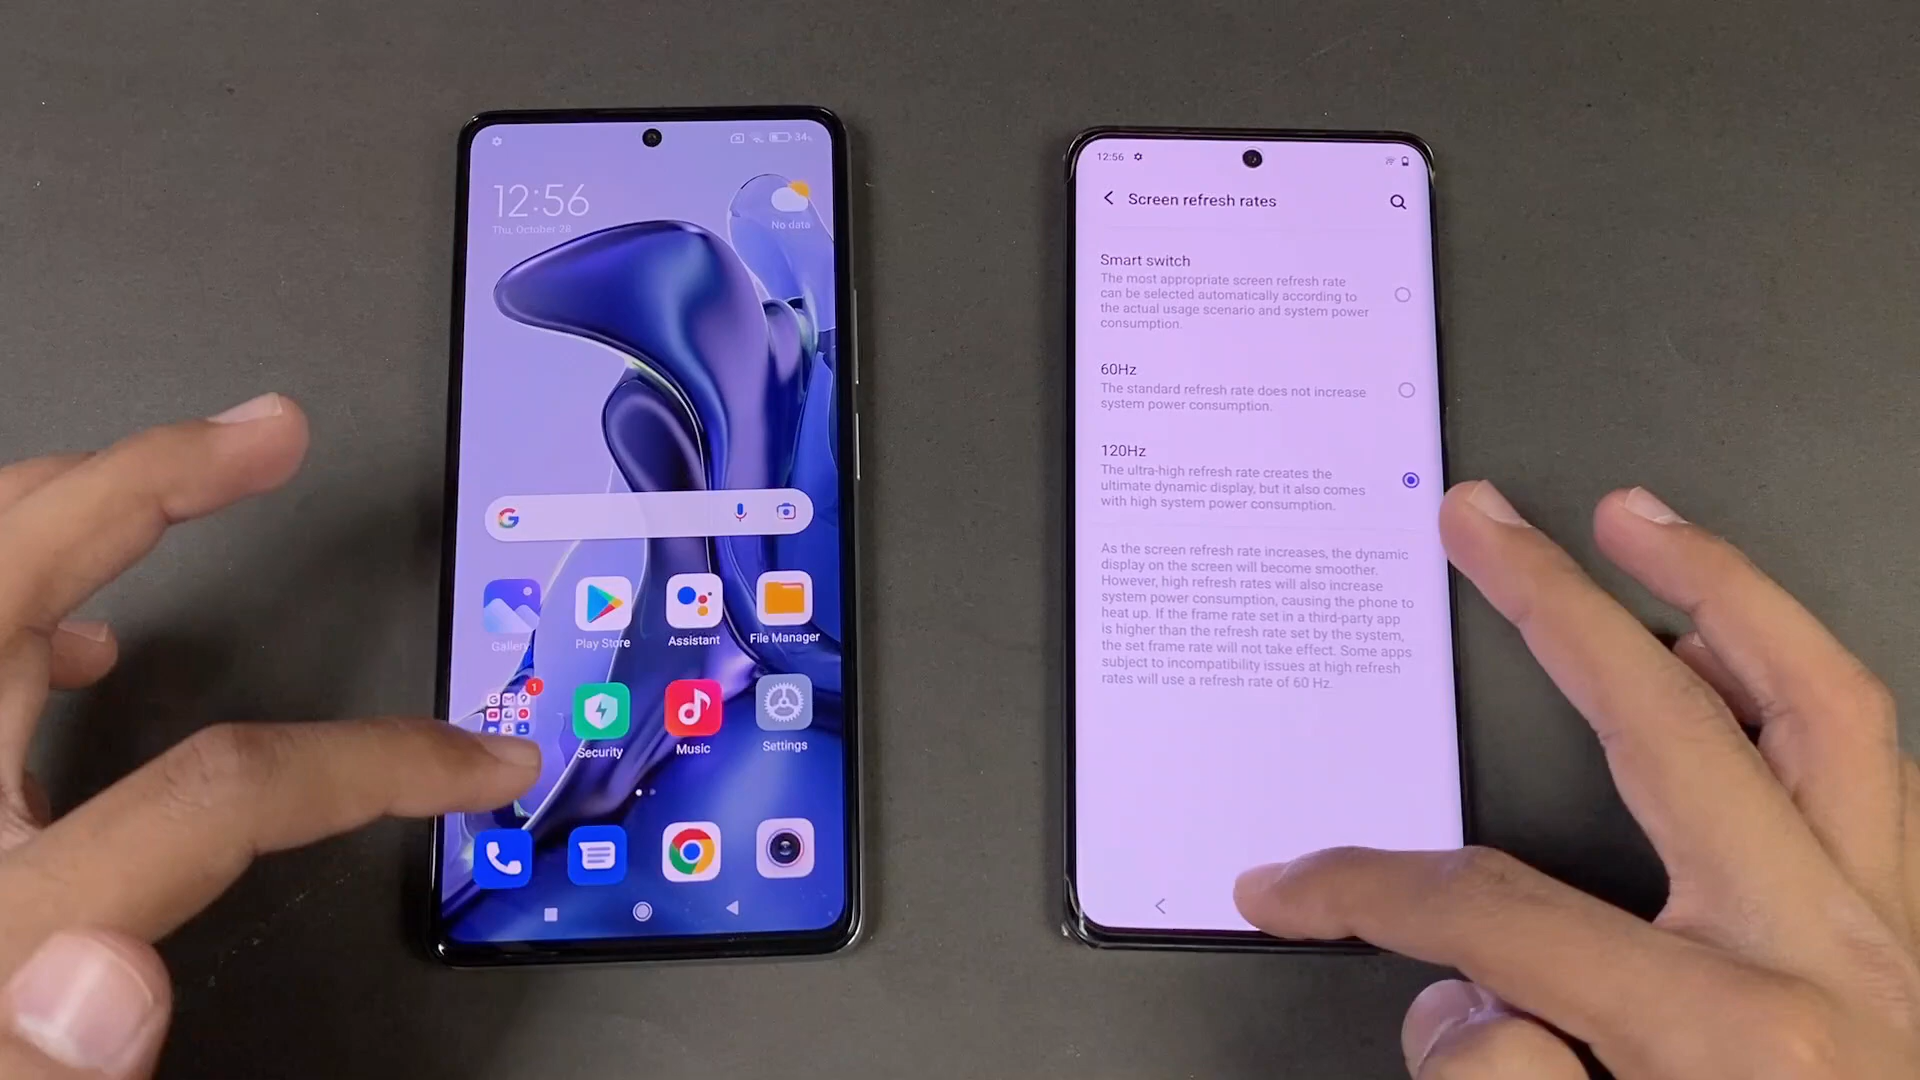 34%
12:56
Thu, October 28
No data
Gallery
Play Store
Assistant
File Manager
1
Security
Music
Settings
12:56
Screen refresh rates
Smart switch
The most appropriate screen refresh rate
can be selected automatically according to
the actual usage scenario and system power
consumption.
60Hz
The standard refresh rate does not increase
system power consumption.
120Hz
The ultra-high refresh rate creates the
ultimate dynamic display, but it also comes
with high system power consumption.
As the screen refresh rate increases, the dynamic
display on the screen will become smoother.
However, high refresh rates will also increase
system power consumption, causing the phone to
heat up. If the frame rate set in a third-party app
is higher than the refresh rate set by the system,
the set frame rate will not take effect. Some apps
subject to incompatibility issues at high refresh
rates will use a refresh rate of 60 Hz.